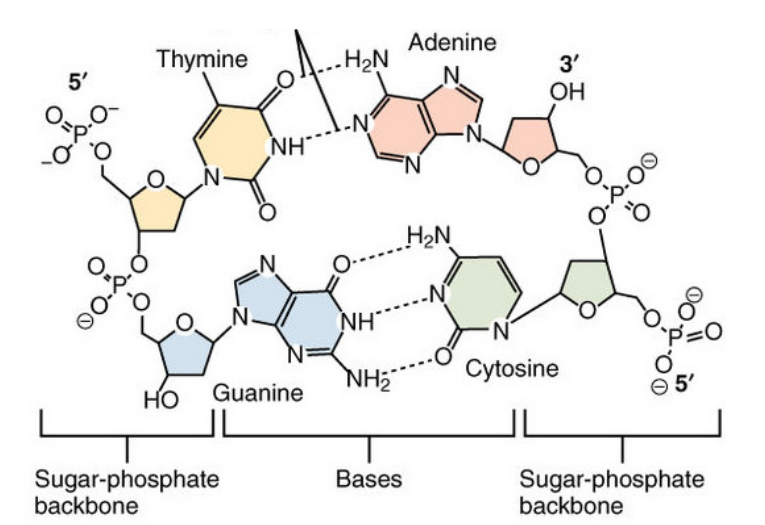 Thymine
Adenine
5′
3′
H₂N
O
N
OH
O
O⁻
P
⁻O
O
N
NH
N
N
O
N
O
O
O
O
⊖
P
O
O
O
H₂N
O
O
P
O
O
⊖
N
O
N
NH
N
N
O
O
O
⊖
P
O
O
⊖
5′
O
N
N
NH₂
O
Cytosine
HO
Guanine
Sugar-phosphate
backbone
Bases
Sugar-phosphate
backbone